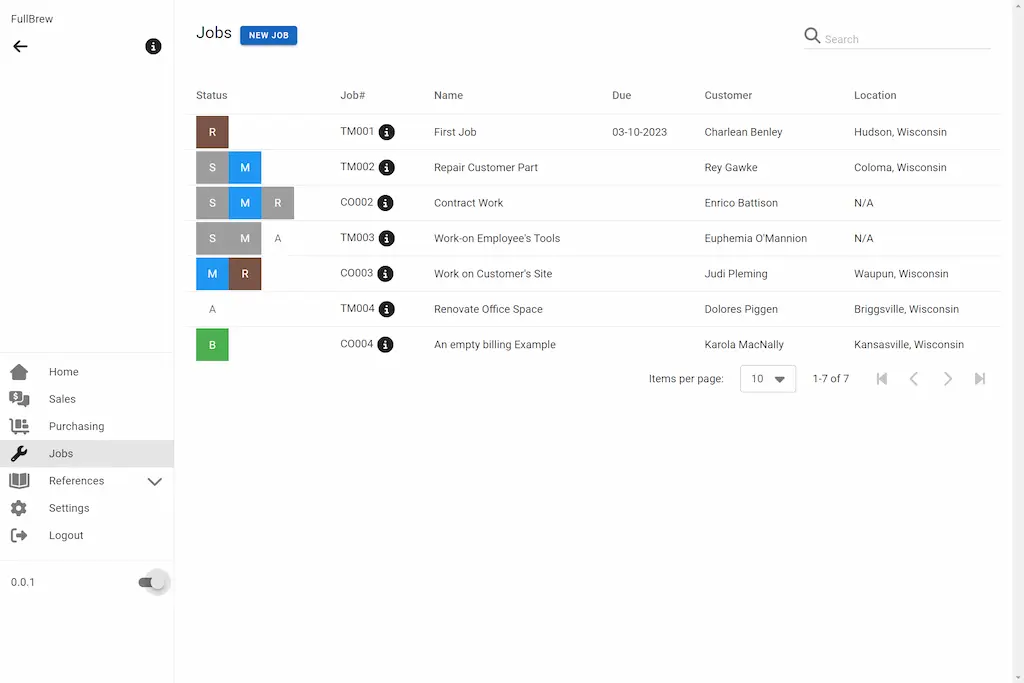 FullBrew
Jobs NEW JOB Search
Status Job# Name Due Customer Location
R TM001 First Job 03-10-2023 Charlean Benley Hudson, Wisconsin
S M TM002 Repair Customer Part Rey Gawke Coloma, Wisconsin
S M R CO002 Contract Work Enrico Battison N/A
S M A TM003 Work-on Employee's Tools Euphemia O'Mannion N/A
M R CO003 Work on Customer's Site Judi Pleming Waupun, Wisconsin
A TM004 Renovate Office Space Dolores Piggen Briggsville, Wisconsin
B CO004 An empty billing Example Karola MacNally Kansasville, Wisconsin
Items per page: 10 1-7 of 7
Home
Sales
Purchasing
Jobs
References
Settings
Logout
0.0.1